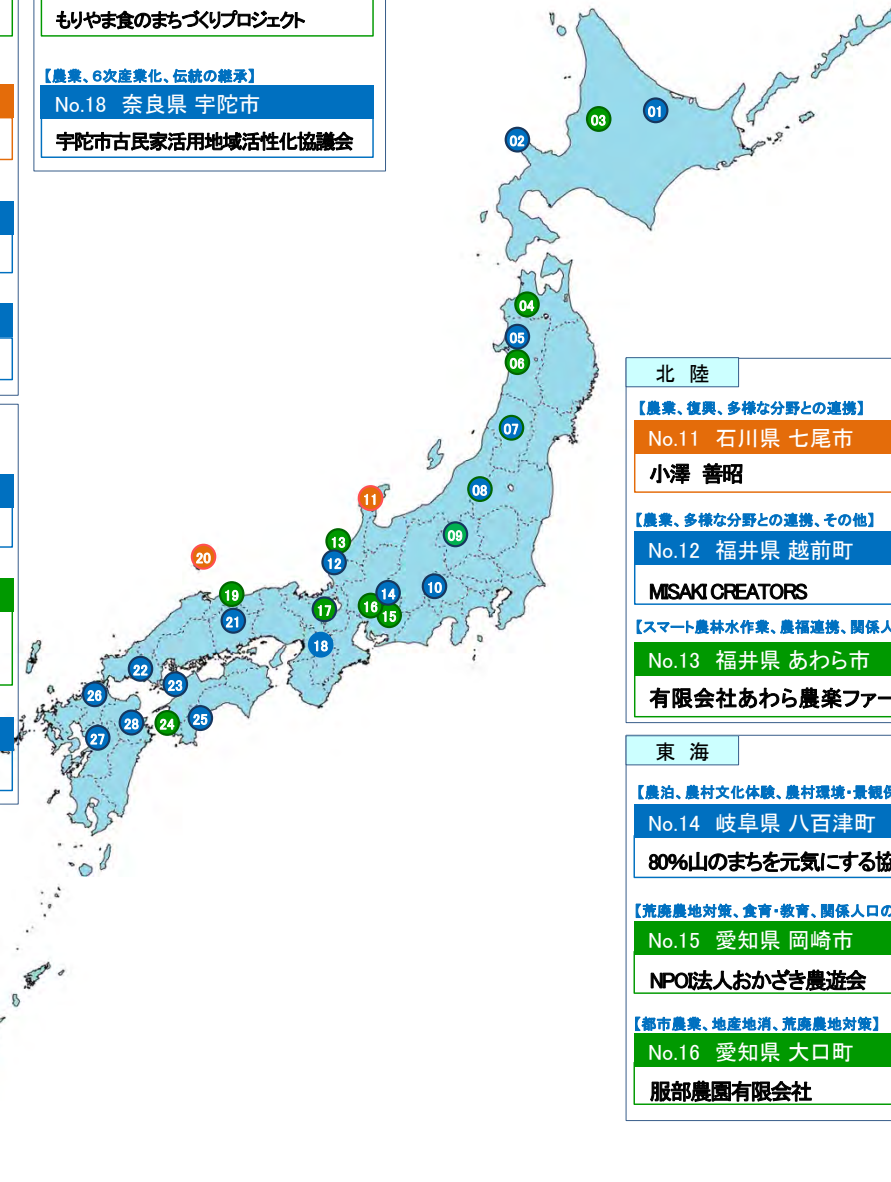 もりやま食のまちづくりプロジェクト
【農業、6次産業化、伝統の継承】
No.18 奈良県 宇陀市
宇陀市古民家活用地域活性化協議会
01
03
02
04
05
06
07
08
09
10
11
13
12
20
19
21
14
16
15
17
18
22
23
26
28
24
25
27
北 陸
【農業、復興、多様な分野との連携】
No.11 石川県 七尾市
小澤 善昭
【農業、多様な分野との連携、その他】
No.12 福井県 越前町
MISAKI CREATORS
【スマート農林水作業、農福連携、関係人
No.13 福井県 あわら市
有限会社あわら農楽ファー
東 海
【農泊、農村文化体験、農村環境・景観保
No.14 岐阜県 八百津町
80%山のまちを元気にする協
【荒廃農地対策、食育・教育、関係人口の
No.15 愛知県 岡崎市
NPO法人おかざき農遊会
【都市農業、地産地消、荒廃農地対策】
No.16 愛知県 大口町
服部農園有限会社